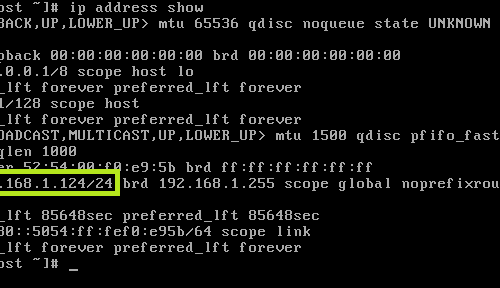 ost ~]# ip address show
BACK,UP,LOWER_UP> mtu 65536 qdisc noqueue state UNKNOWN
pback 00:00:00:00:00:00 brd 00:00:00:00:00:00
.0.0.1/8 scope host lo
_lft forever preferred_lft forever
1/128 scope host
_lft forever preferred_lft forever
OADCAST,MULTICAST,UP,LOWER_UP> mtu 1500 qdisc pfifo_fast
qlen 1000
er 52:54:00:f0:e9:5b brd ff:ff:ff:ff:ff:ff
.168.1.124/24 brd 192.168.1.255 scope global noprefixrou
_lft 85648sec preferred_lft 85648sec
80::5054:ff:fef0:e95b/64 scope link
_lft forever preferred_lft forever
ost ~]# _